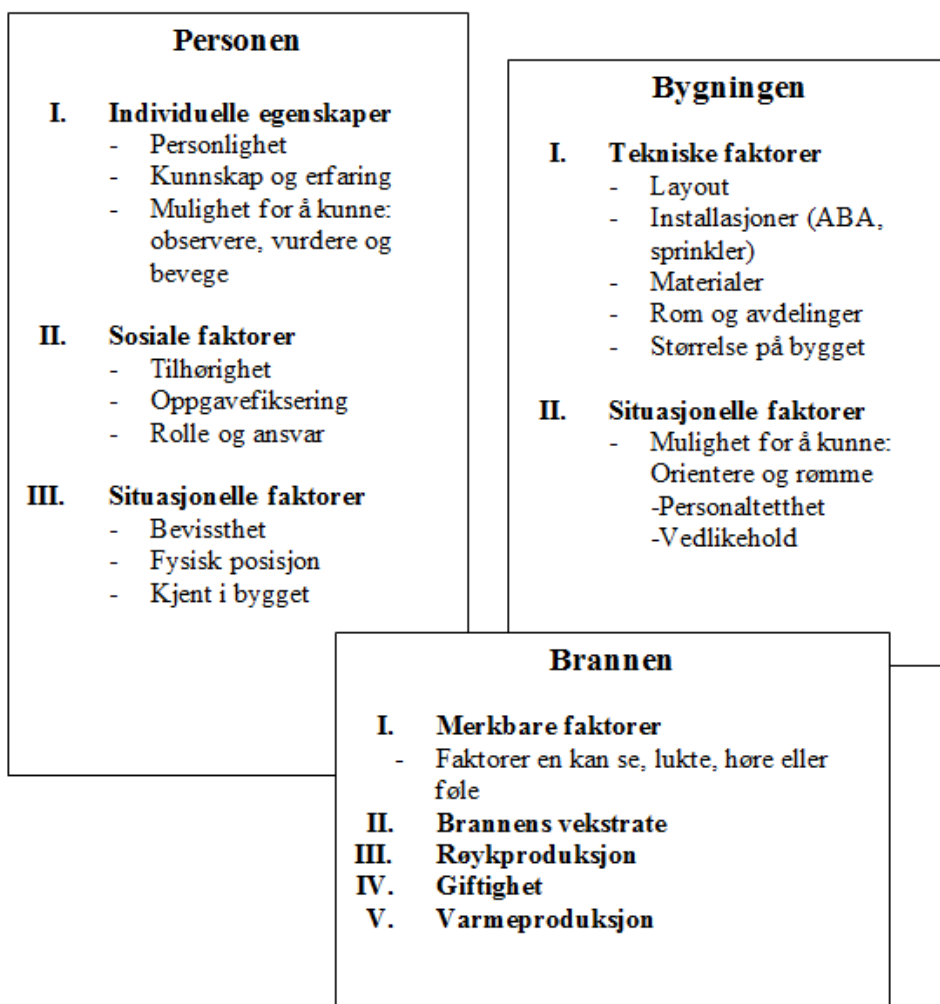 Personen
I. Individuelle egenskaper
- Personlighet
- Kunnskap og erfaring
- Mulighet for å kunne:
observere, vurdere og
bevege
II. Sosiale faktorer
- Tilhørighet
- Oppgavefiksering
- Rolle og ansvar
III. Situasjonelle faktorer
- Bevissthet
- Fysisk posisjon
- Kjent i bygget
Bygningen
I. Tekniske faktorer
- Layout
- Installasjoner (ABA,
sprinkler)
- Materialer
- Rom og avdelinger
- Størrelse på bygget
II. Situasjonelle faktorer
- Mulighet for å kunne:
Orientere og rømme
-Personaltetthet
-Vedlikehold
Brannen
I. Merkbare faktorer
- Faktorer en kan se, lukte, høre eller
føle
II. Brannens vekstrate
III. Røykproduksjon
IV. Giftighet
V. Varmeproduksjon